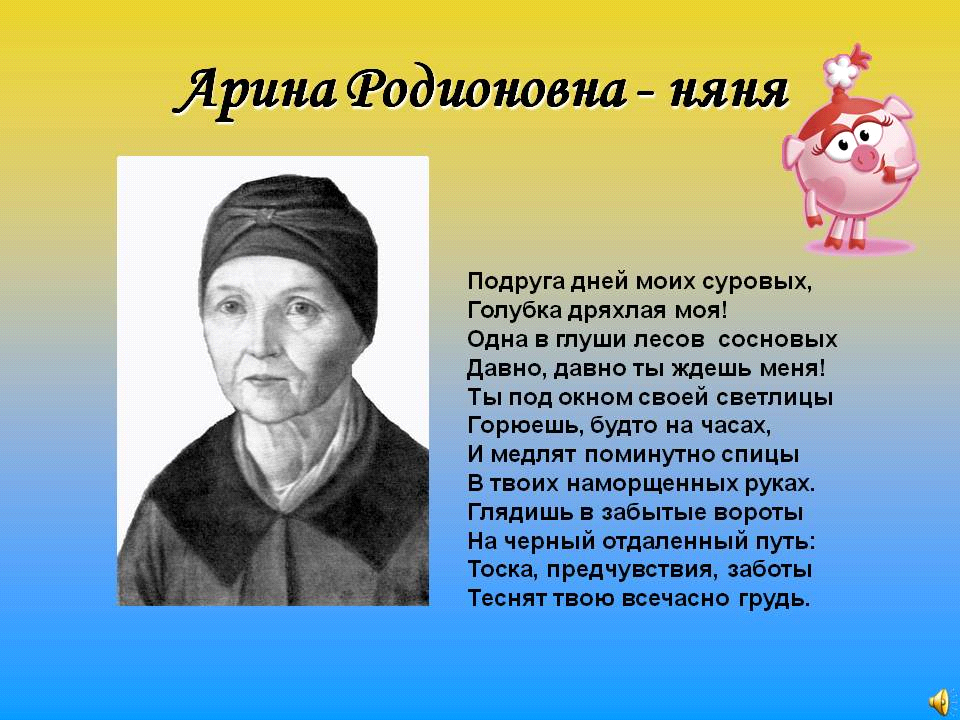 Арина Родионовна - няня
Подруга дней моих суровых,
Голубка дряхлая моя!
Одна в глуши лесов сосновых
Давно, давно ты ждешь меня!
Ты под окном своей светлицы
Горюешь, будто на часах,
И медлят поминутно спицы
В твоих наморщенных руках.
Глядишь в забытые вороты
На черный отдаленный путь:
Тоска, предчувствия, заботы
Теснят твою всечасно грудь.